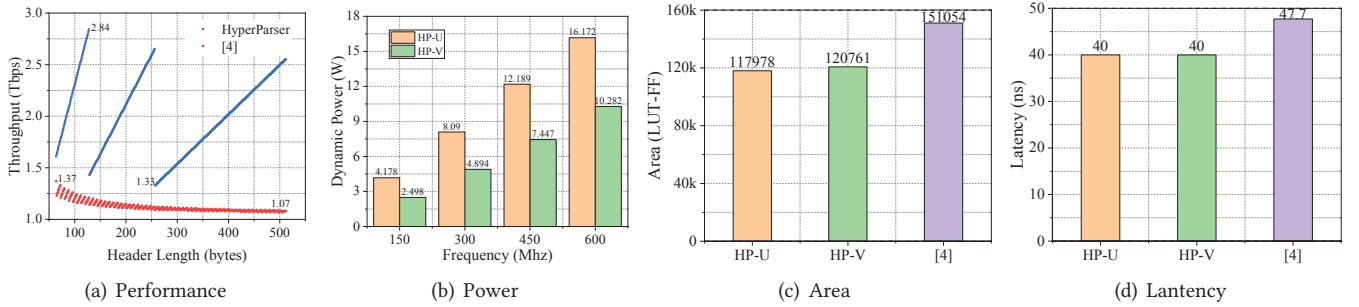 3.0
2.5
2.0
1.5
1.0
Throughput (Tbps)
2.84
HyperParser
[4]
1.37
1.33
1.07
100 200 300 400 500
Header Length (bytes)
(a) Performance
18
15
12
9
6
3
0
Dynamic Power (W)
HP-U
HP-V
4.178
2.498
8.09
4.894
12.189
7.447
16.172
10.282
150 300 450 600
Frequency (Mhz)
(b) Power
160k
120k
80k
40k
0
Area (LUT-FF)
117978
120761
151054
HP-U HP-V [4]
(c) Area
50
40
30
20
10
0
Latency (ns)
40
40
47.7
HP-U HP-V [4]
(d) Lantency